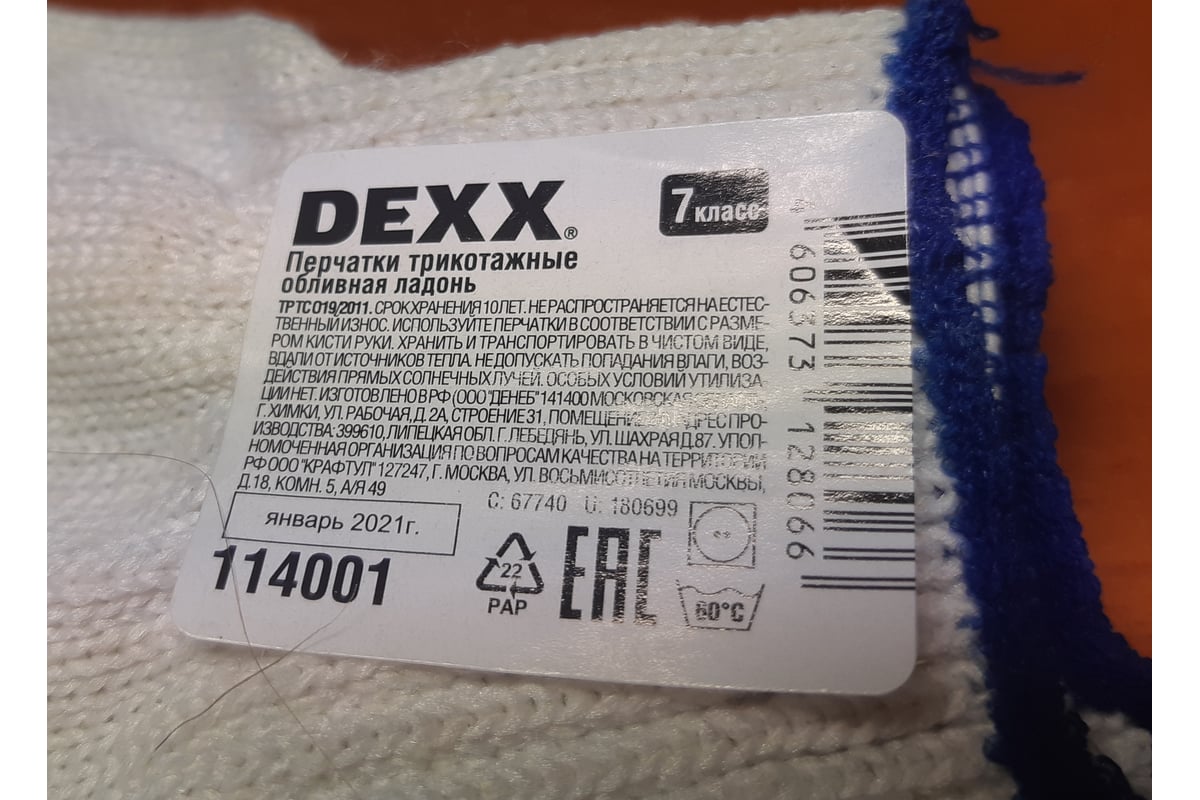 DEXX®
7 класс
Перчатки трикотажные
обливная ладонь
ТР ТС 019/2011. СРОК ХРАНЕНИЯ 10 ЛЕТ. НЕ РАСПРОСТРАНЯЕТСЯ НА ЕСТЕС-
ТВЕННЫЙ ИЗНОС. ИСПОЛЬЗУЙТЕ ПЕРЧАТКИ В СООТВЕТСТВИИ С РАЗМЕ-
РОМ КИСТИ РУКИ. ХРАНИТЬ И ТРАНСПОРТИРОВАТЬ В ЧИСТОМ ВИДЕ,
ВДАЛИ ОТ ИСТОЧНИКОВ ТЕПЛА. НЕ ДОПУСКАТЬ ПОПАДАНИЯ ВЛАГИ, ВОЗ-
ДЕЙСТВИЯ ПРЯМЫХ СОЛНЕЧНЫХ ЛУЧЕЙ. ОСОБЫХ УСЛОВИЙ УТИЛИЗА
ЦИИ НЕТ. ИЗГОТОВЛЕНО В РФ (ООО "ДЕНЕБ" 141400 МОСКОВСКАЯ
Г. ХИМКИ, УЛ. РАБОЧАЯ, Д. 2А, СТРОЕНИЕ 31, ПОМЕЩЕНИЕ АДРЕС ПРО-
ИЗВОДСТВА: 399610, ЛИПЕЦКАЯ ОБЛ. Г. ЛЕБЕДЯНЬ, УЛ. ШАХРАЯ Д. 87. УПОЛ-
НОМОЧЕННАЯ ОРГАНИЗАЦИЯ ПО ВОПРОСАМ КАЧЕСТВА НА ТЕРРИТОРИИ
РФ ООО "КРАФТУЛ" 127247, Г. МОСКВА, УЛ. ВОСЬМИСОТЛЕТИЯ МОСКВЫ,
Д.18, КОМН. 5, А/Я 49
C: 67740 U: 180699
январь 2021г.
114001
22
PAP
EAC
60°C
4 606373 128066